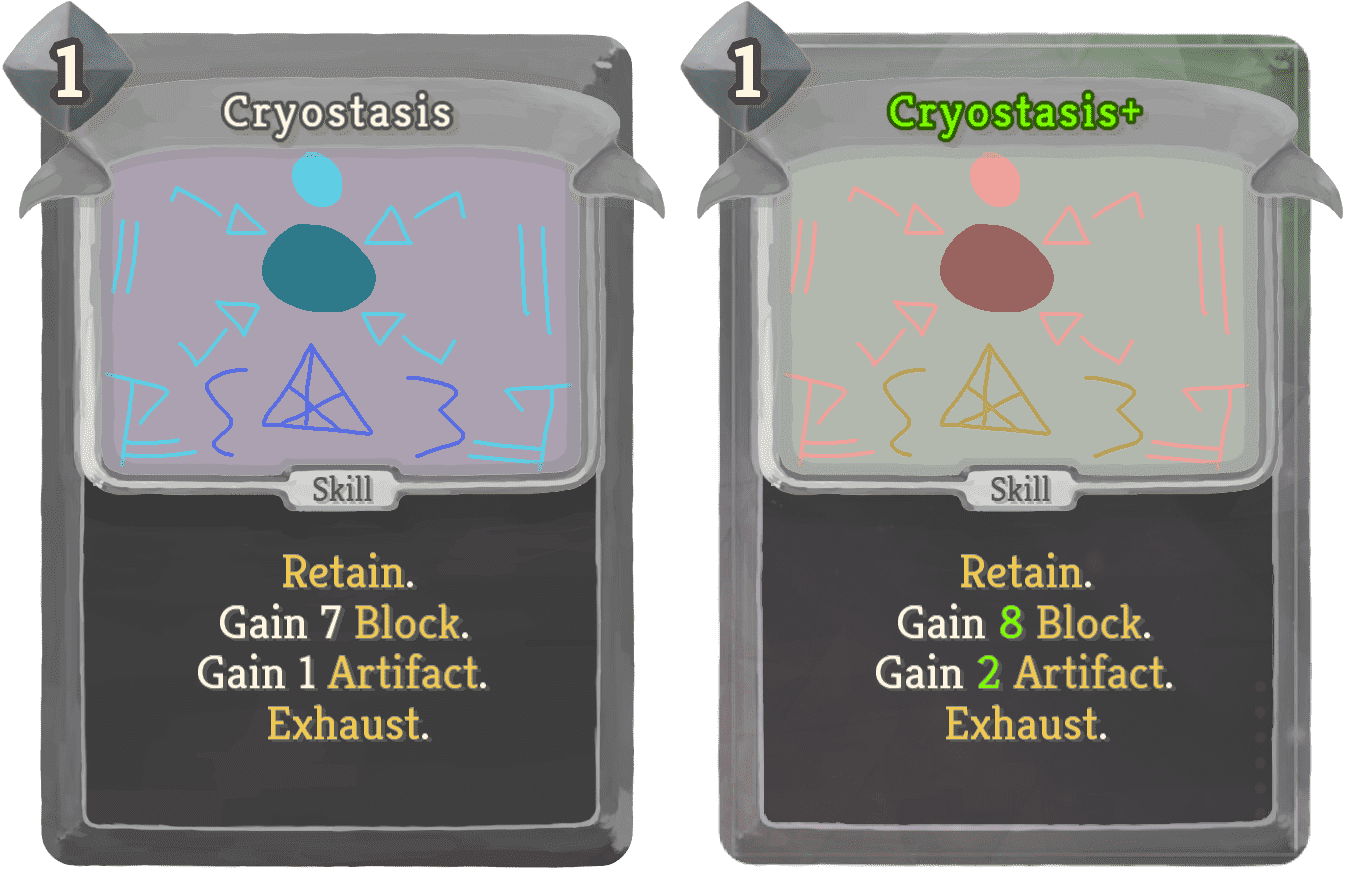 1
Cryostasis
Skill
Retain.
Gain 7 Block.
Gain 1 Artifact.
Exhaust.
1
Cryostasis+
Skill
Retain.
Gain 8 Block.
Gain 2 Artifact.
Exhaust.